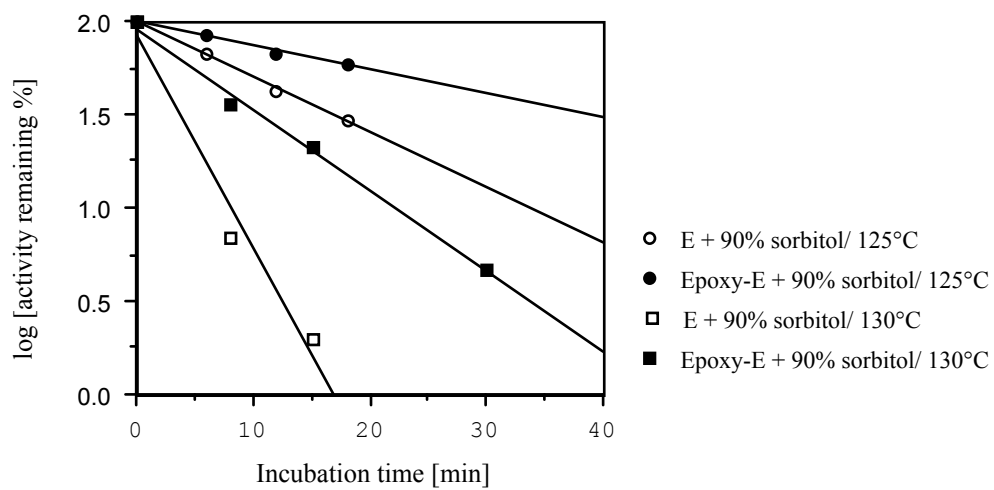 2.0
1.5
1.0
0.5
0.0
log [activity remaining %]
0 10 20 30 40
Incubation time [min]
E + 90% sorbitol/ 125°C
Epoxy-E + 90% sorbitol/ 125°C
E + 90% sorbitol/ 130°C
Epoxy-E + 90% sorbitol/ 130°C